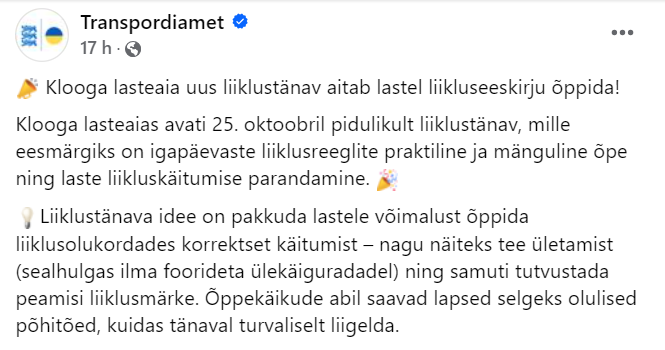 Transpordiamet
17 h ·
🎉 Klooga lasteaia uus liiklustänav aitab lastel liikluseeskirju õppida!
Klooga lasteaias avati 25. oktoobril pidulikult liiklustänav, mille
eesmärgiks on igapäevaste liiklusreeglite praktiline ja mänguline õpe
ning laste liikluskäitumise parandamine. 🎉
💡Liiklustänava idee on pakkuda lastele võimalust õppida
liiklusolukordades korrektset käitumist – nagu näiteks tee ületamist
(sealhulgas ilma foorideta ülekäiguradadel) ning samuti tutvustada
peamisi liiklusmärke. Õppekäikude abil saavad lapsed selgeks olulised
põhitõed, kuidas tänaval turvaliselt liigelda.